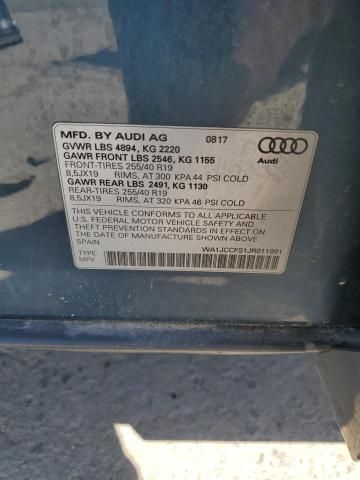 MFD. BY AUDI AG 0817
GVWR LBS 4894, KG 2220
GAWR FRONT LBS 2546, KG 1155
FRONT-TIRES 255/40 R19
8,5JX19 RIMS, AT 300 KPA 44 PSI COLD
GAWR REAR LBS 2491, KG 1130
REAR-TIRES 255/40 R19
8,5JX19 RIMS, AT 320 KPA 46 PSI COLD
Audi
THIS VEHICLE CONFORMS TO ALL APPLICABLE
U.S. FEDERAL MOTOR VEHICLE SAFETY AND
THEFT PREVENTION STANDARDS IN EFFECT ON
THE DATE OF MANUFACTURE SHOWN ABOVE.
SPAIN
TYPE: WA1JCCFS1JR011991
MPV